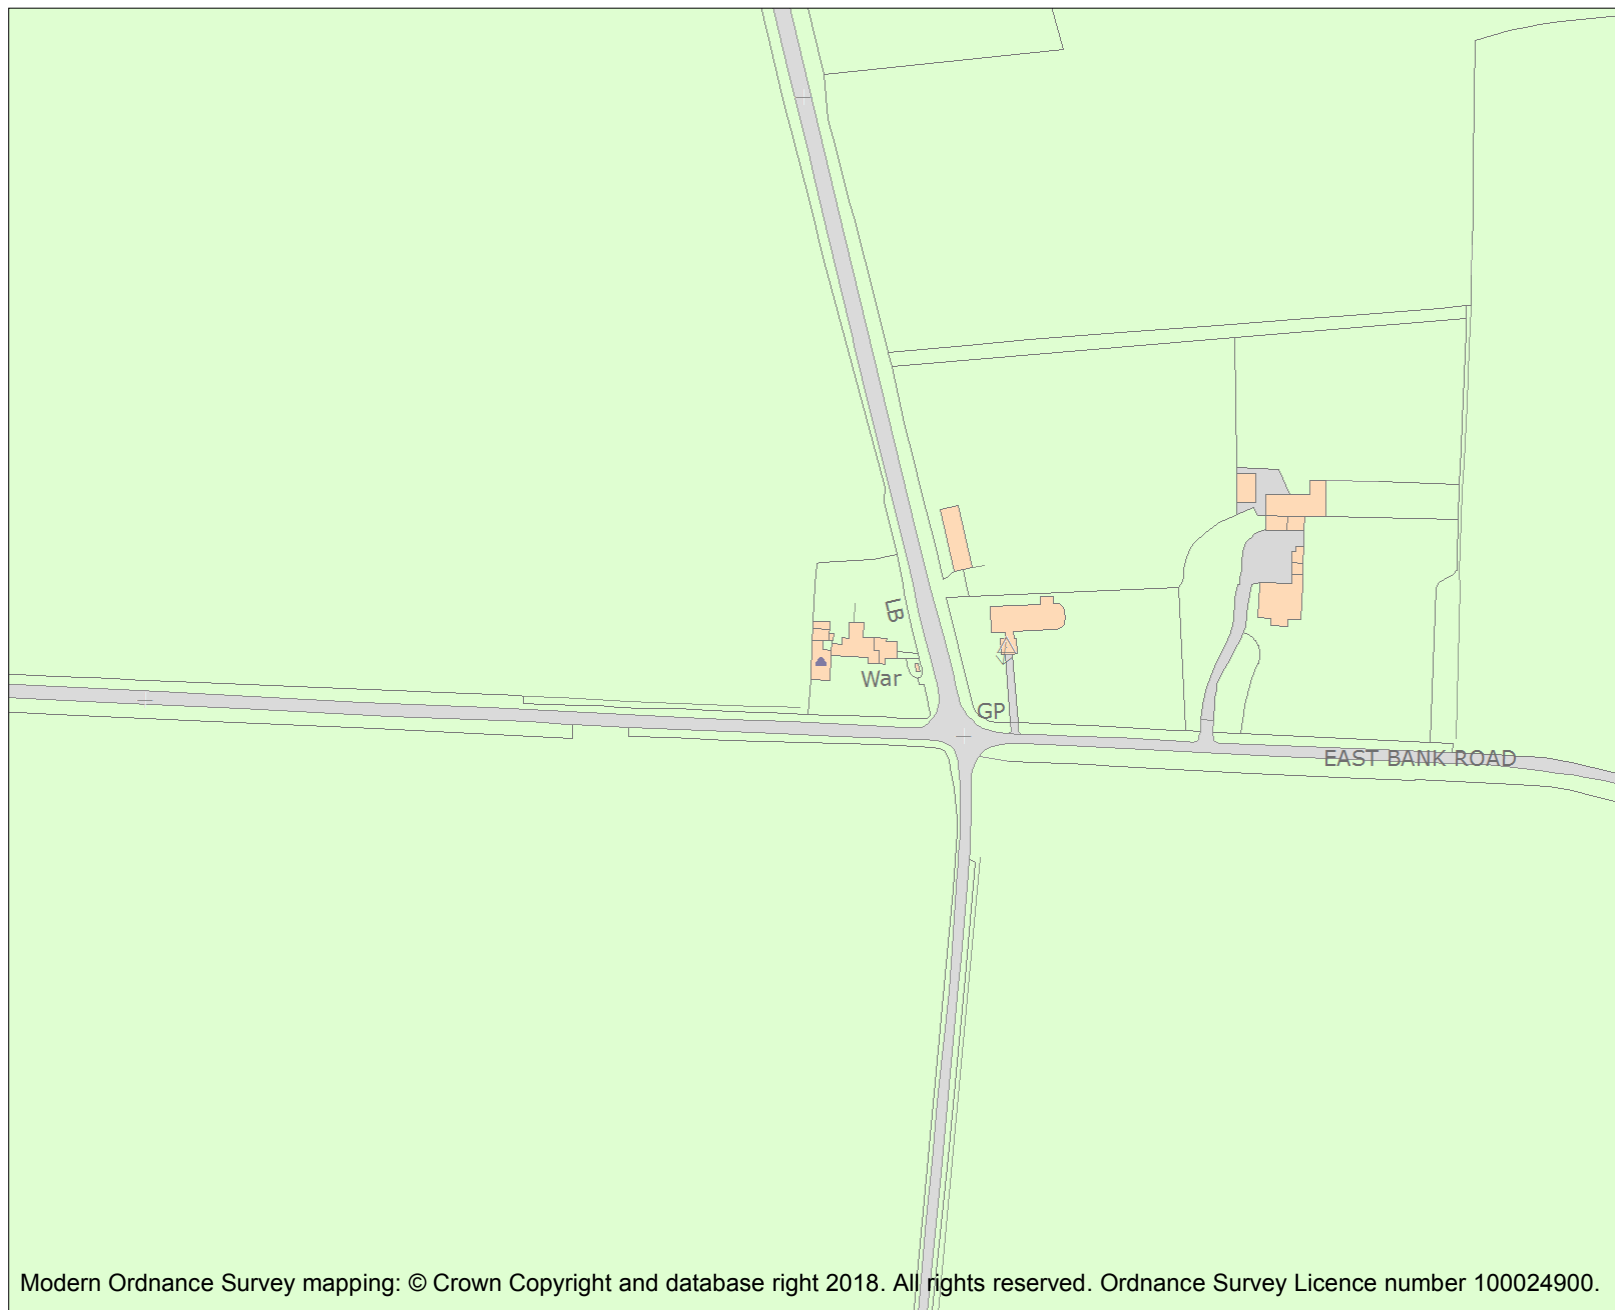 LB
War
GP
EAST BANK ROAD
Modern Ordnance Survey mapping: © Crown Copyright and database right 2018. All rights reserved. Ordnance Survey Licence number 100024900.